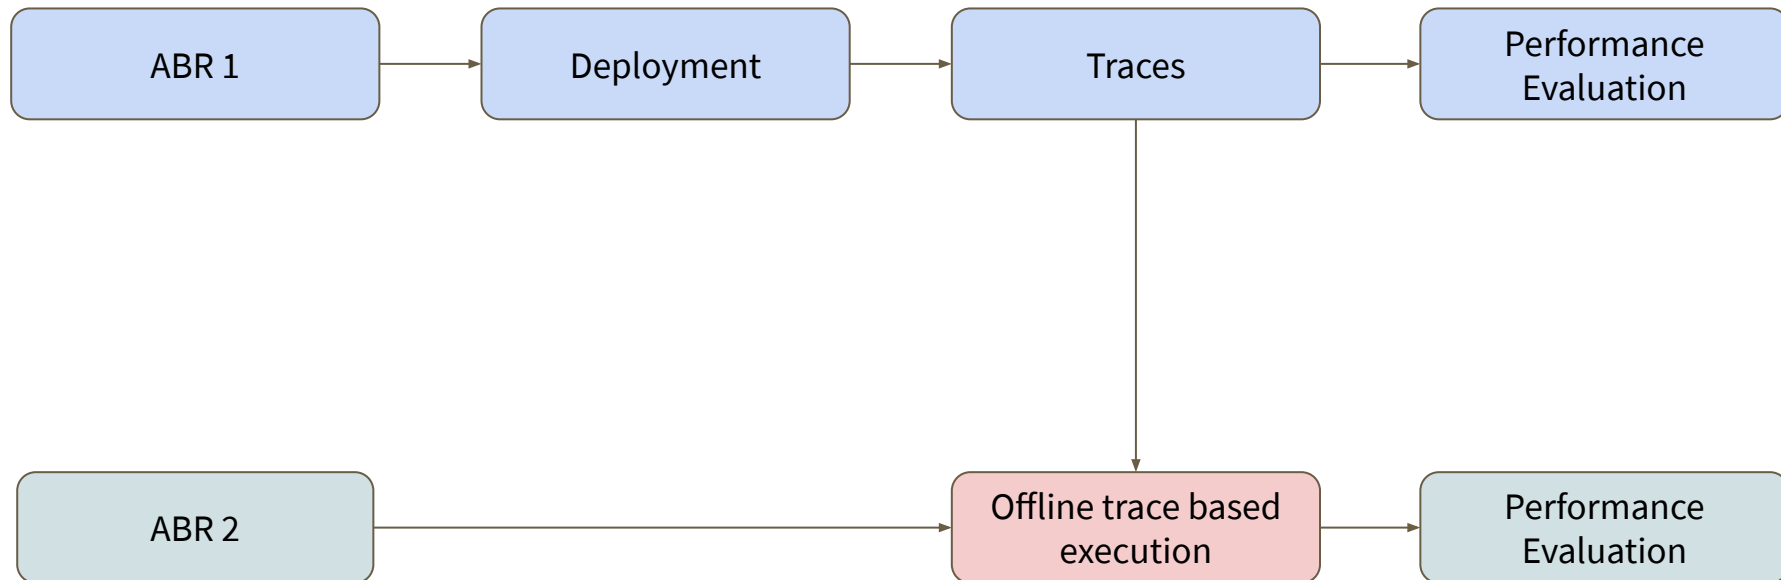 ABR 1
Deployment
Traces
Performance
Evaluation
ABR 2
Offline trace based
execution
Performance
Evaluation